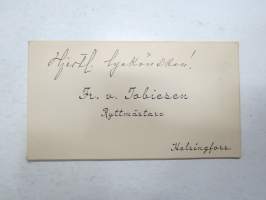 Hjertl. lyckönskan!
Fr. v. Tobiesen
Ryttmästare
Helsingfors.